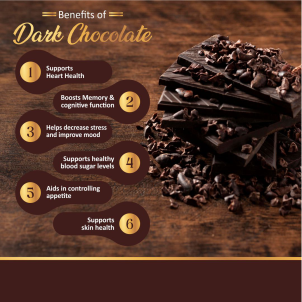 Benefits of
Dark Chocolate
1
Supports
Heart Health
Boosts Memory &
cognitive function
2
3
Helps decrease stress
and improve mood
Supports healthy
blood sugar levels
4
5
Aids in controlling
appetite
Supports
skin health
6